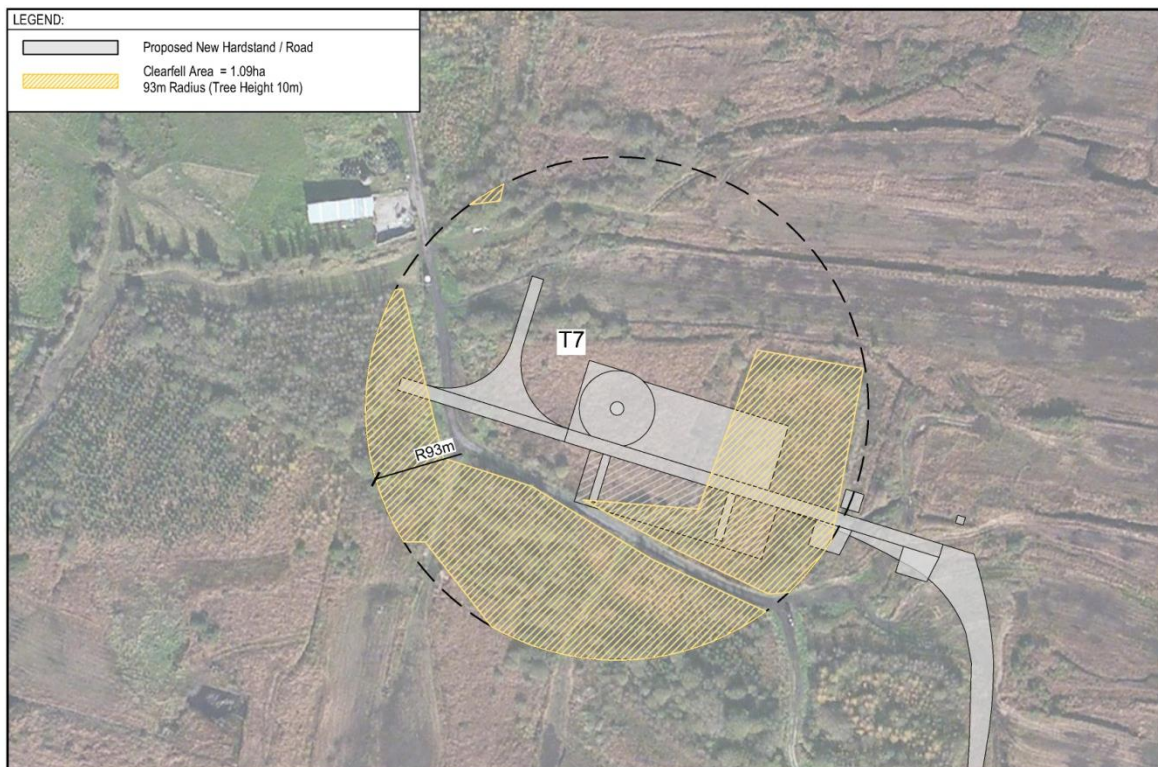 LEGEND:
Proposed New Hardstand / Road
Clearfell Area = 1.09ha
93m Radius (Tree Height 10m)
T7
R93m